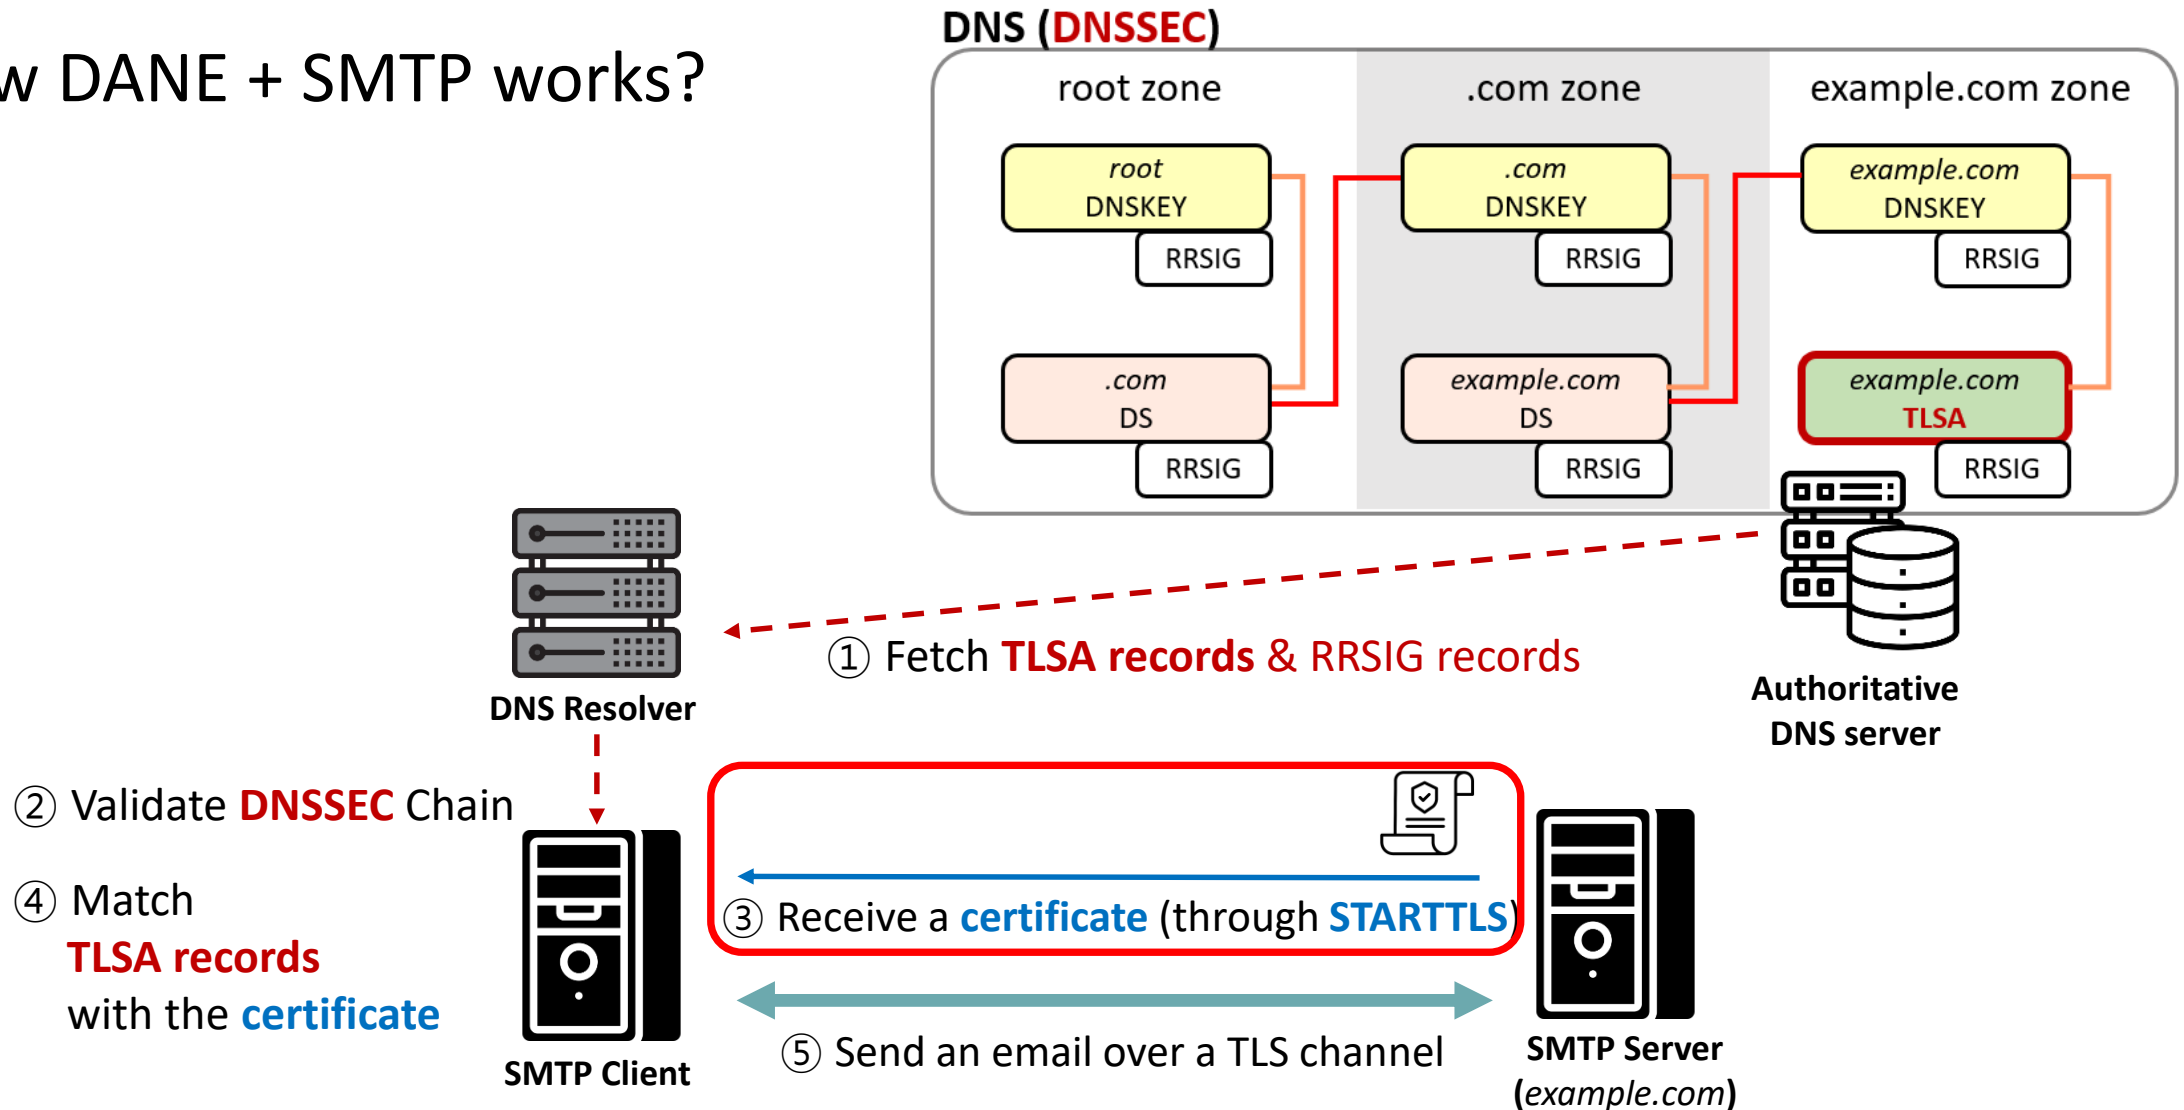 w DANE + SMTP works?
DNS (DNSSEC)
root zone
.com zone
example.com zone
root
DNSKEY
RRSIG
.com
DNSKEY
RRSIG
example.com
DNSKEY
RRSIG
.com
DS
RRSIG
example.com
DS
RRSIG
example.com
TLSA
RRSIG
① Fetch TLSA records & RRSIG records
DNS Resolver
Authoritative
DNS server
② Validate DNSSEC Chain
③ Receive a certificate (through STARTTLS)
④ Match
TLSA records
with the certificate
⑤ Send an email over a TLS channel
SMTP Client
SMTP Server
(example.com)